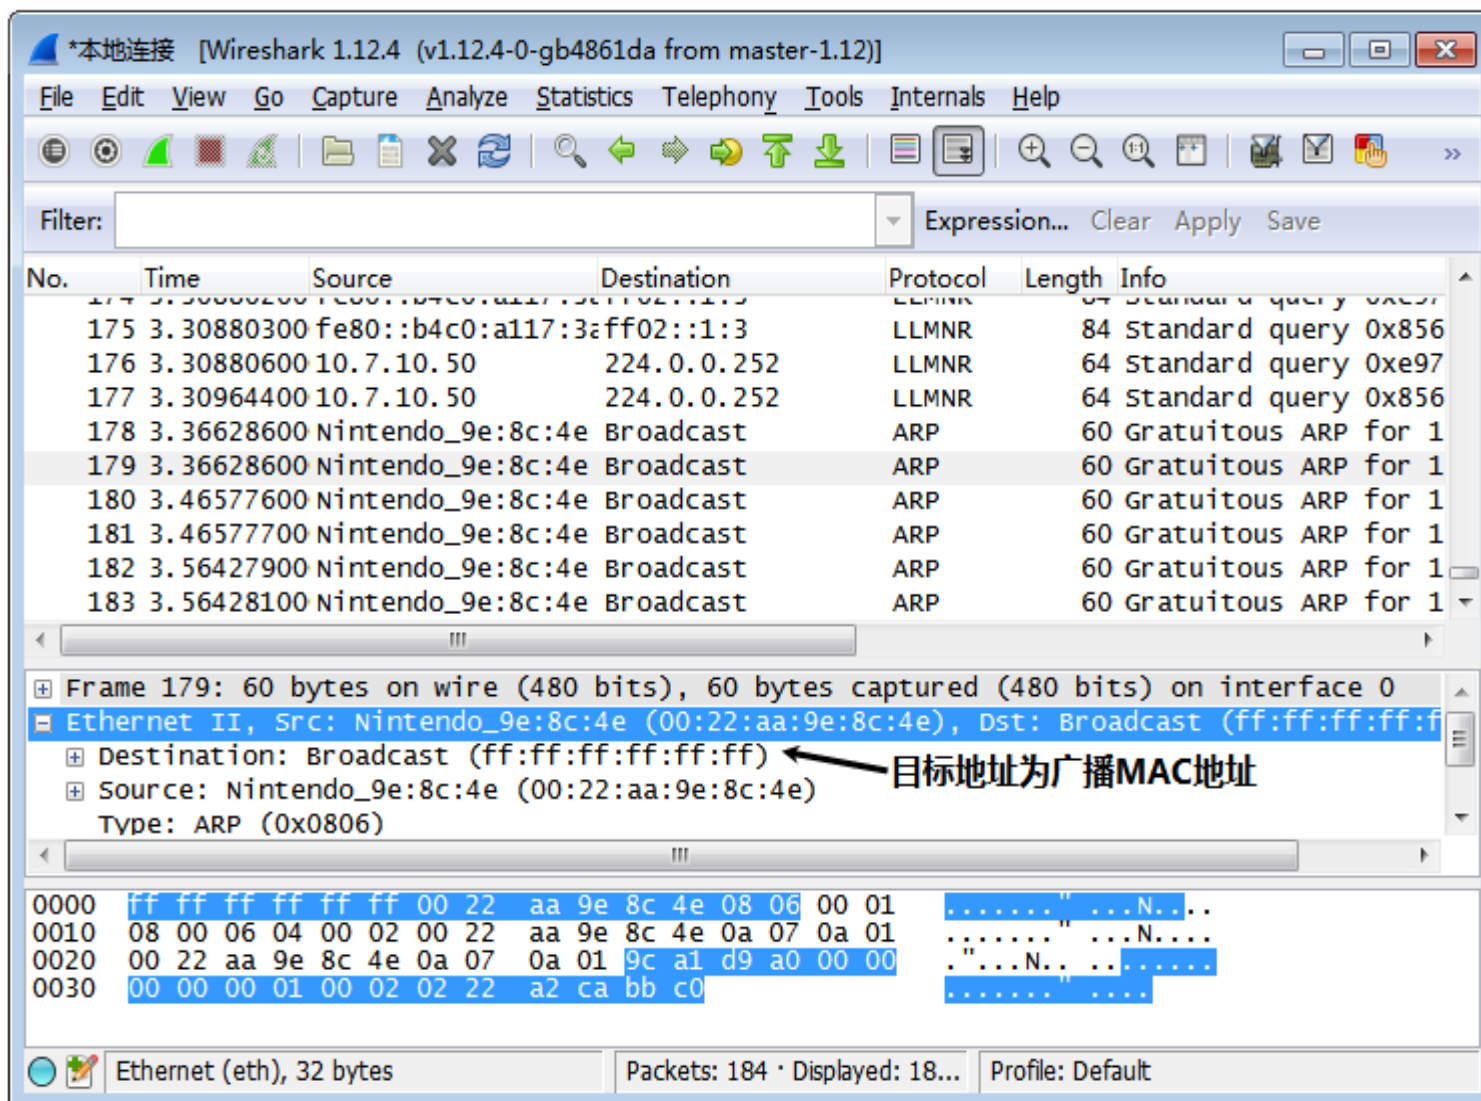 *本地连接 [Wireshark 1.12.4 (v1.12.4-0-gb4861da from master-1.12)]
File Edit View Go Capture Analyze Statistics Telephony Tools Internals Help
Filter: Expression... Clear Apply Save
No. Time Source Destination Protocol Length Info
175 3.30880300 fe80::b4c0:a117:3a ff02::1:3 LLMNR 84 Standard query 0x856
176 3.30880600 10.7.10.50 224.0.0.252 LLMNR 64 Standard query 0xe97
177 3.30964400 10.7.10.50 224.0.0.252 LLMNR 64 Standard query 0x856
178 3.36628600 Nintendo_9e:8c:4e Broadcast ARP 60 Gratuitous ARP for 1
179 3.36628600 Nintendo_9e:8c:4e Broadcast ARP 60 Gratuitous ARP for 1
180 3.46577600 Nintendo_9e:8c:4e Broadcast ARP 60 Gratuitous ARP for 1
181 3.46577700 Nintendo_9e:8c:4e Broadcast ARP 60 Gratuitous ARP for 1
182 3.56427900 Nintendo_9e:8c:4e Broadcast ARP 60 Gratuitous ARP for 1
183 3.56428100 Nintendo_9e:8c:4e Broadcast ARP 60 Gratuitous ARP for 1
Frame 179: 60 bytes on wire (480 bits), 60 bytes captured (480 bits) on interface 0
Ethernet II, Src: Nintendo_9e:8c:4e (00:22:aa:9e:8c:4e), Dst: Broadcast (ff:ff:ff:ff:f
Destination: Broadcast (ff:ff:ff:ff:ff:ff)
目标地址为广播MAC地址
Source: Nintendo_9e:8c:4e (00:22:aa:9e:8c:4e)
Type: ARP (0x0806)
0000 ff ff ff ff ff ff 00 22 aa 9e 8c 4e 08 06 00 01 ......." ...N....
0010 08 00 06 04 00 02 00 22 aa 9e 8c 4e 0a 07 0a 01 ......." ...N....
0020 00 22 aa 9e 8c 4e 0a 07 0a 01 9c a1 d9 a0 00 00 ."...N.. ........
0030 00 00 00 01 00 02 02 22 a2 ca bb c0 ......." ....
Ethernet (eth), 32 bytes Packets: 184 · Displayed: 18... Profile: Default